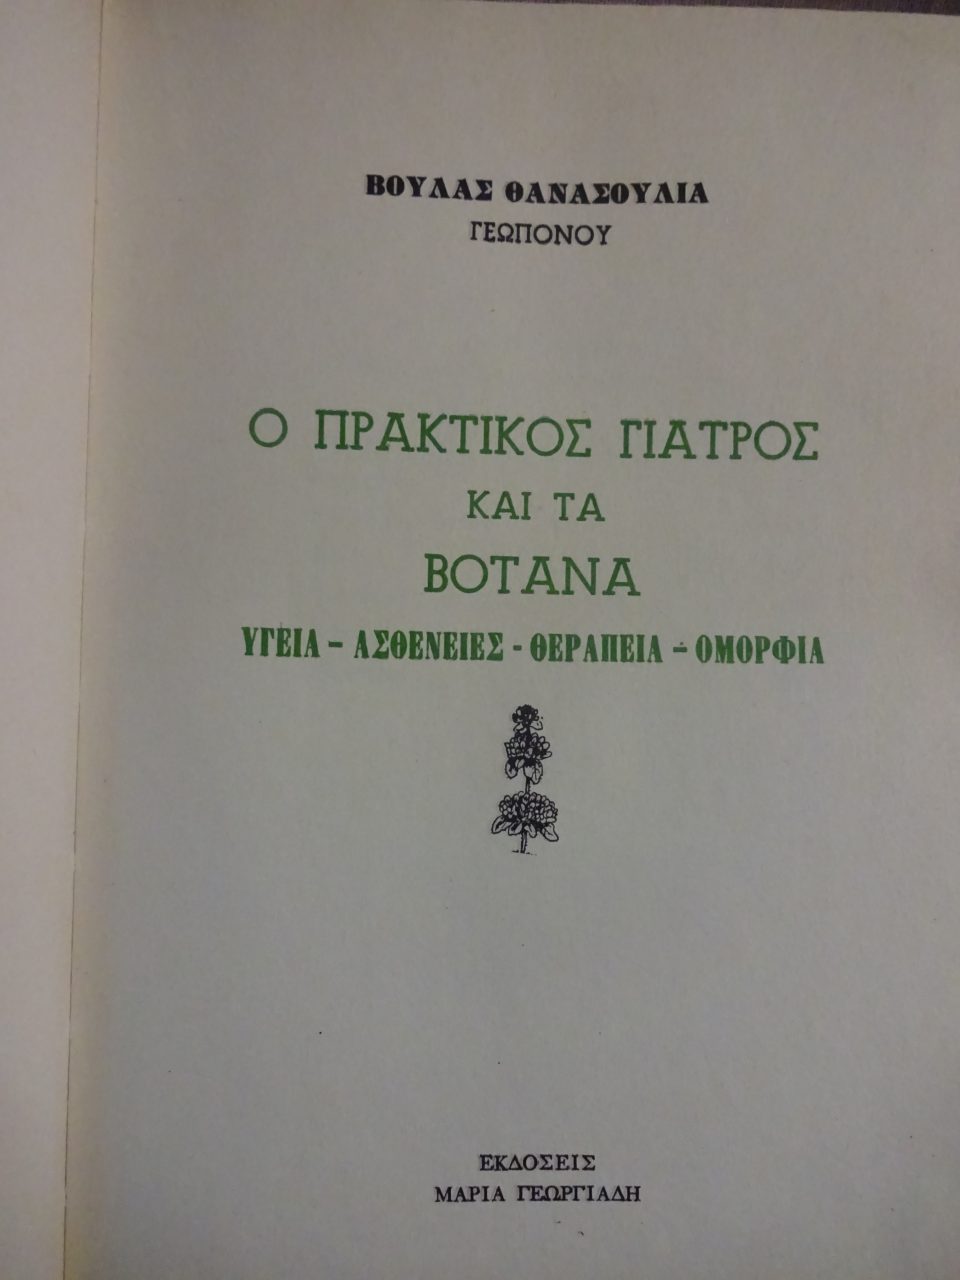 ΒΟΥΛΑΣ ΘΑΝΑΣΟΥΛΙΑ
ΓΕΩΠΟΝΟΥ
Ο ΠΡΑΚΤΙΚΟΣ ΓΙΑΤΡΟΣ
ΚΑΙ ΤΑ
ΒΟΤΑΝΑ
ΥΓΕΙΑ - ΑΣΘΕΝΕΙΕΣ - ΘΕΡΑΠΕΙΑ - ΟΜΟΡΦΙΑ
ΕΚΔΟΣΕΙΣ
ΜΑΡΙΑ ΓΕΩΡΓΙΑΔΗ